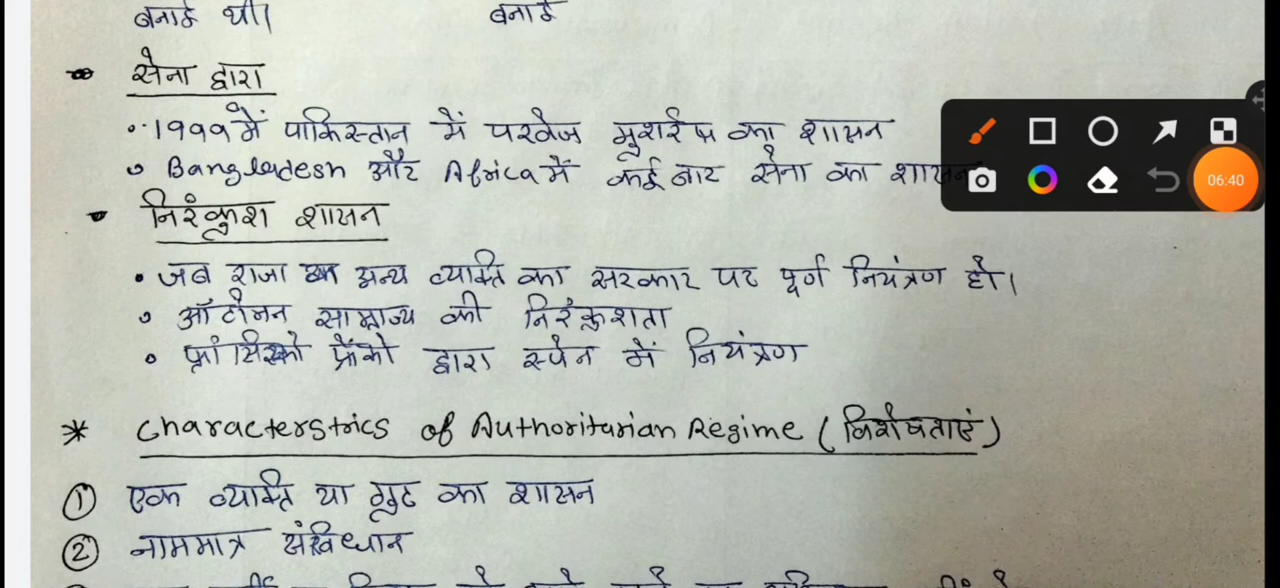 बनाई थी। बनाई
सेना द्वारा
1999 में पाकिस्तान में परवेज मुशर्रफ का शासन
Bangladesh और Africa में कई बार सेना का शासन
06:40
निरंकुश शासन
जब राजा अन्य व्यक्ति का सरकार पर पूर्ण नियंत्रण हो।
ऑटोमन साम्राज्य की निरंकुशता
फ्रांसिस्को फ्रैंको द्वारा स्पेन में नियंत्रण
* Characterstrics of Authoritarian Regime (विशेषताएं)
① एक व्यक्ति या गुट का शासन
② नाममात्र संविधान